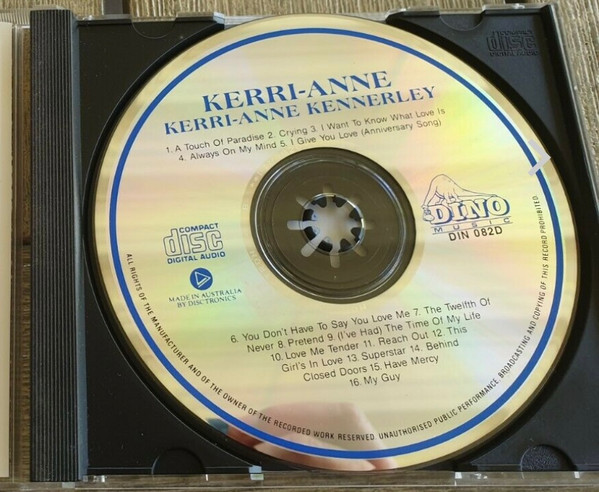 disc
DIGITAL AUDIO
KERRI-ANNE
KERRI-ANNE KENNERLEY
1. A Touch Of Paradise 2. Crying 3. I Want To Know What Love Is
4. Always On My Mind 5. I Give You Love (Anniversary Song)
COMPACT
disc
DIGITAL AUDIO
DINO
MUSIC
DIN 082D
MADE IN AUSTRALIA
BY DISCTRONICS
6. You Don't Have To Say You Love Me 7. The Twelfth Of
Never 8. Pretend 9. (I've Had) The Time Of My Life
10. Love Me Tender 11. Reach Out 12. This
Girl's In Love 13. Superstar 14. Behind
Closed Doors 15. Have Mercy
16. My Guy
ALL RIGHTS OF THE MANUFACTURER AND OF THE OWNER OF THE RECORDED WORK RESERVED. UNAUTHORISED PUBLIC PERFORMANCE, BROADCASTING AND COPYING OF THIS RECORD PROHIBITED.